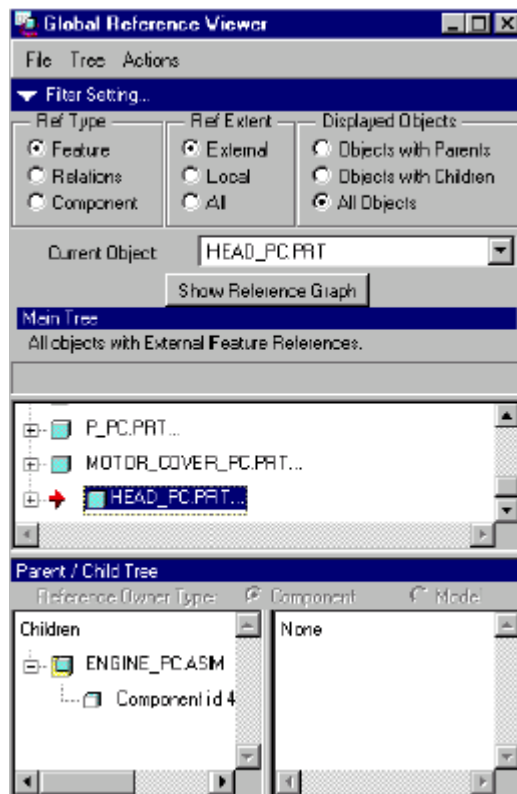 Global Reference Viewer
File Tree Actions
Filter Setting...
Ref Type Ref Extent Displayed Objects
Feature External Objects with Parents
Relations Local Objects with Children
Component All All Objects
Current Object: HEAD_PC.PRT
Show Reference Graph
Main Tree
All objects with External Feature References.
P_PC.PRT...
MOTOR_COVER_PC.PRT...
HEAD_PC.PRT...
Parent / Child Tree
Reference Owner Type: Component Model
Children None
ENGINE_PC.ASM
Component id 4